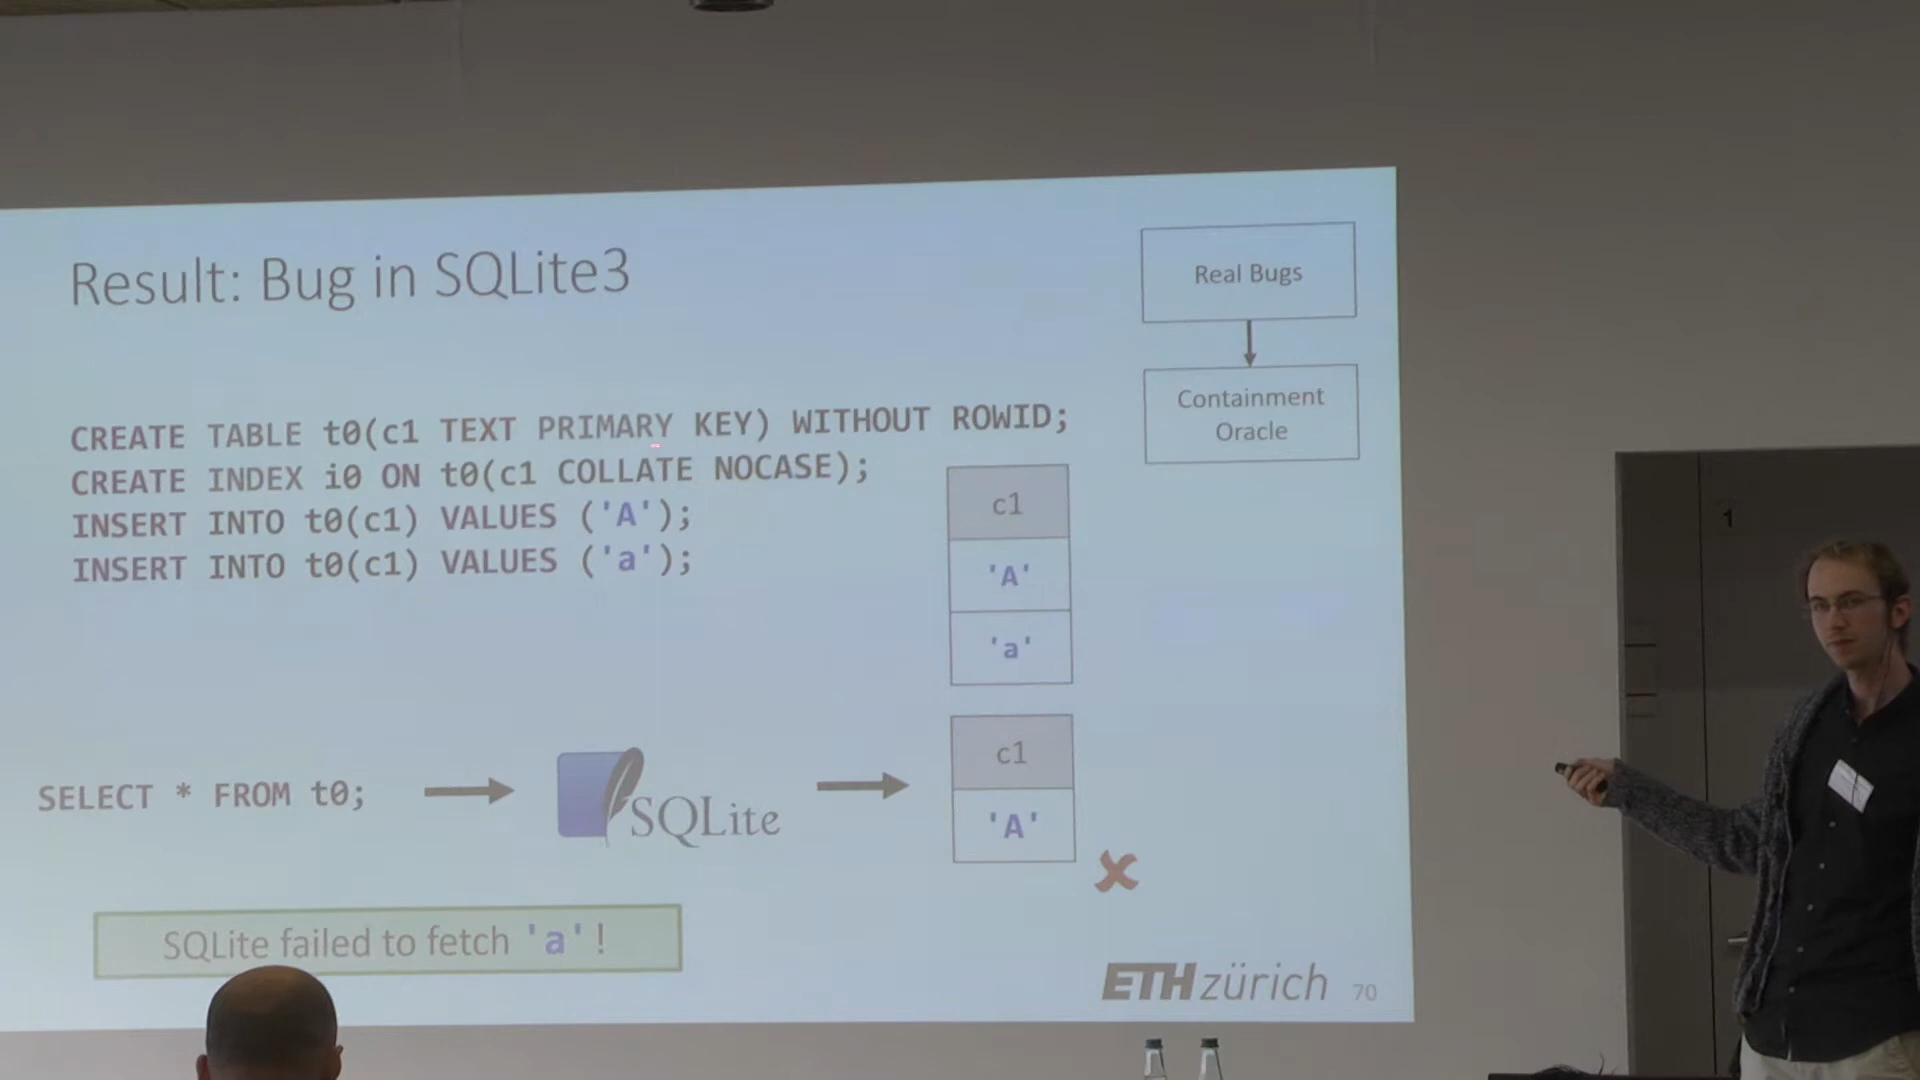 Result: Bug in SQLite3
Real Bugs
Containment
Oracle
CREATE TABLE t0(c1 TEXT PRIMARY KEY) WITHOUT ROWID;
CREATE INDEX i0 ON t0(c1 COLLATE NOCASE);
INSERT INTO t0(c1) VALUES ('A');
INSERT INTO t0(c1) VALUES ('a');
c1
'A'
'a'
SELECT * FROM t0;
SQLite
c1
'A'
SQLite failed to fetch 'a'!
ETH zürich
70
1